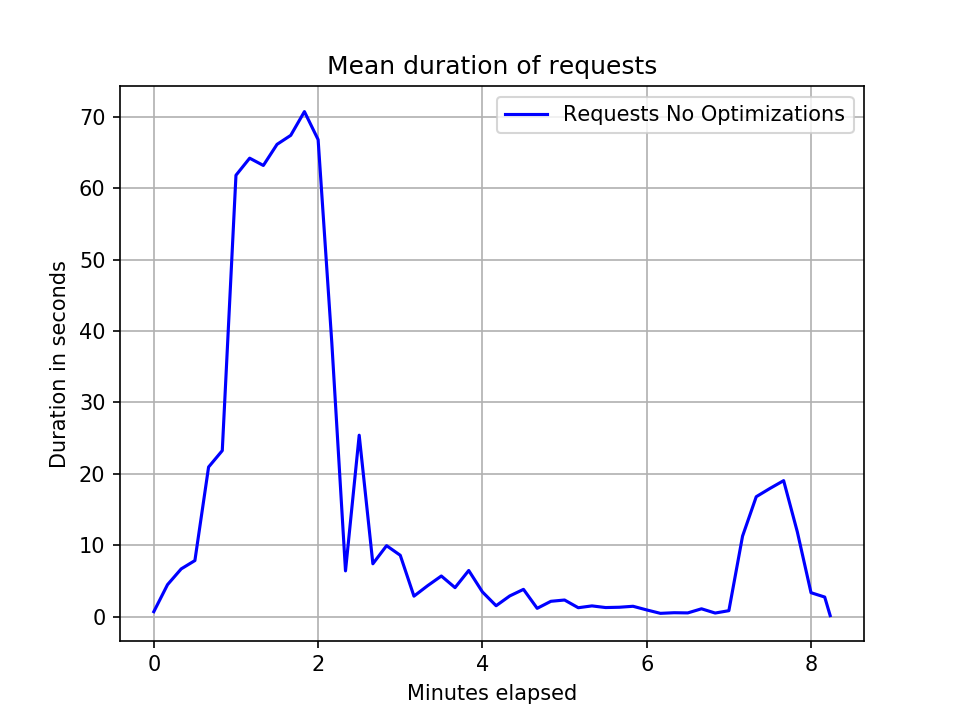 Mean duration of requests
Requests No Optimizations
70
60
50
40
30
20
10
0
Duration in seconds
0 2 4 6 8
Minutes elapsed